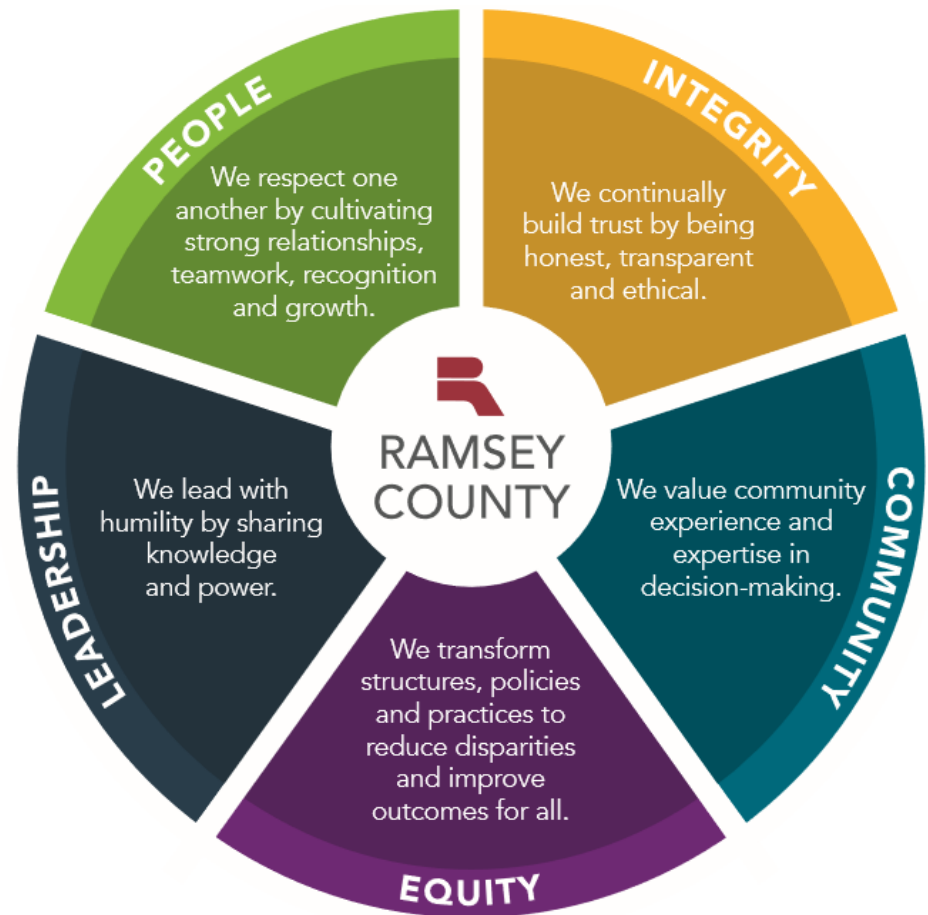 PEOPLE
We respect one
another by cultivating
strong relationships,
teamwork, recognition
and growth.
INTEGRITY
We continually
build trust by being
honest, transparent
and ethical.
RAMSEY
COUNTY
LEADERSHIP
We lead with
humility by sharing
knowledge
and power.
COMMUNITY
We value community
experience and
expertise in
decision-making.
We transform
structures, policies
and practices to
reduce disparities
and improve
outcomes for all.
EQUITY